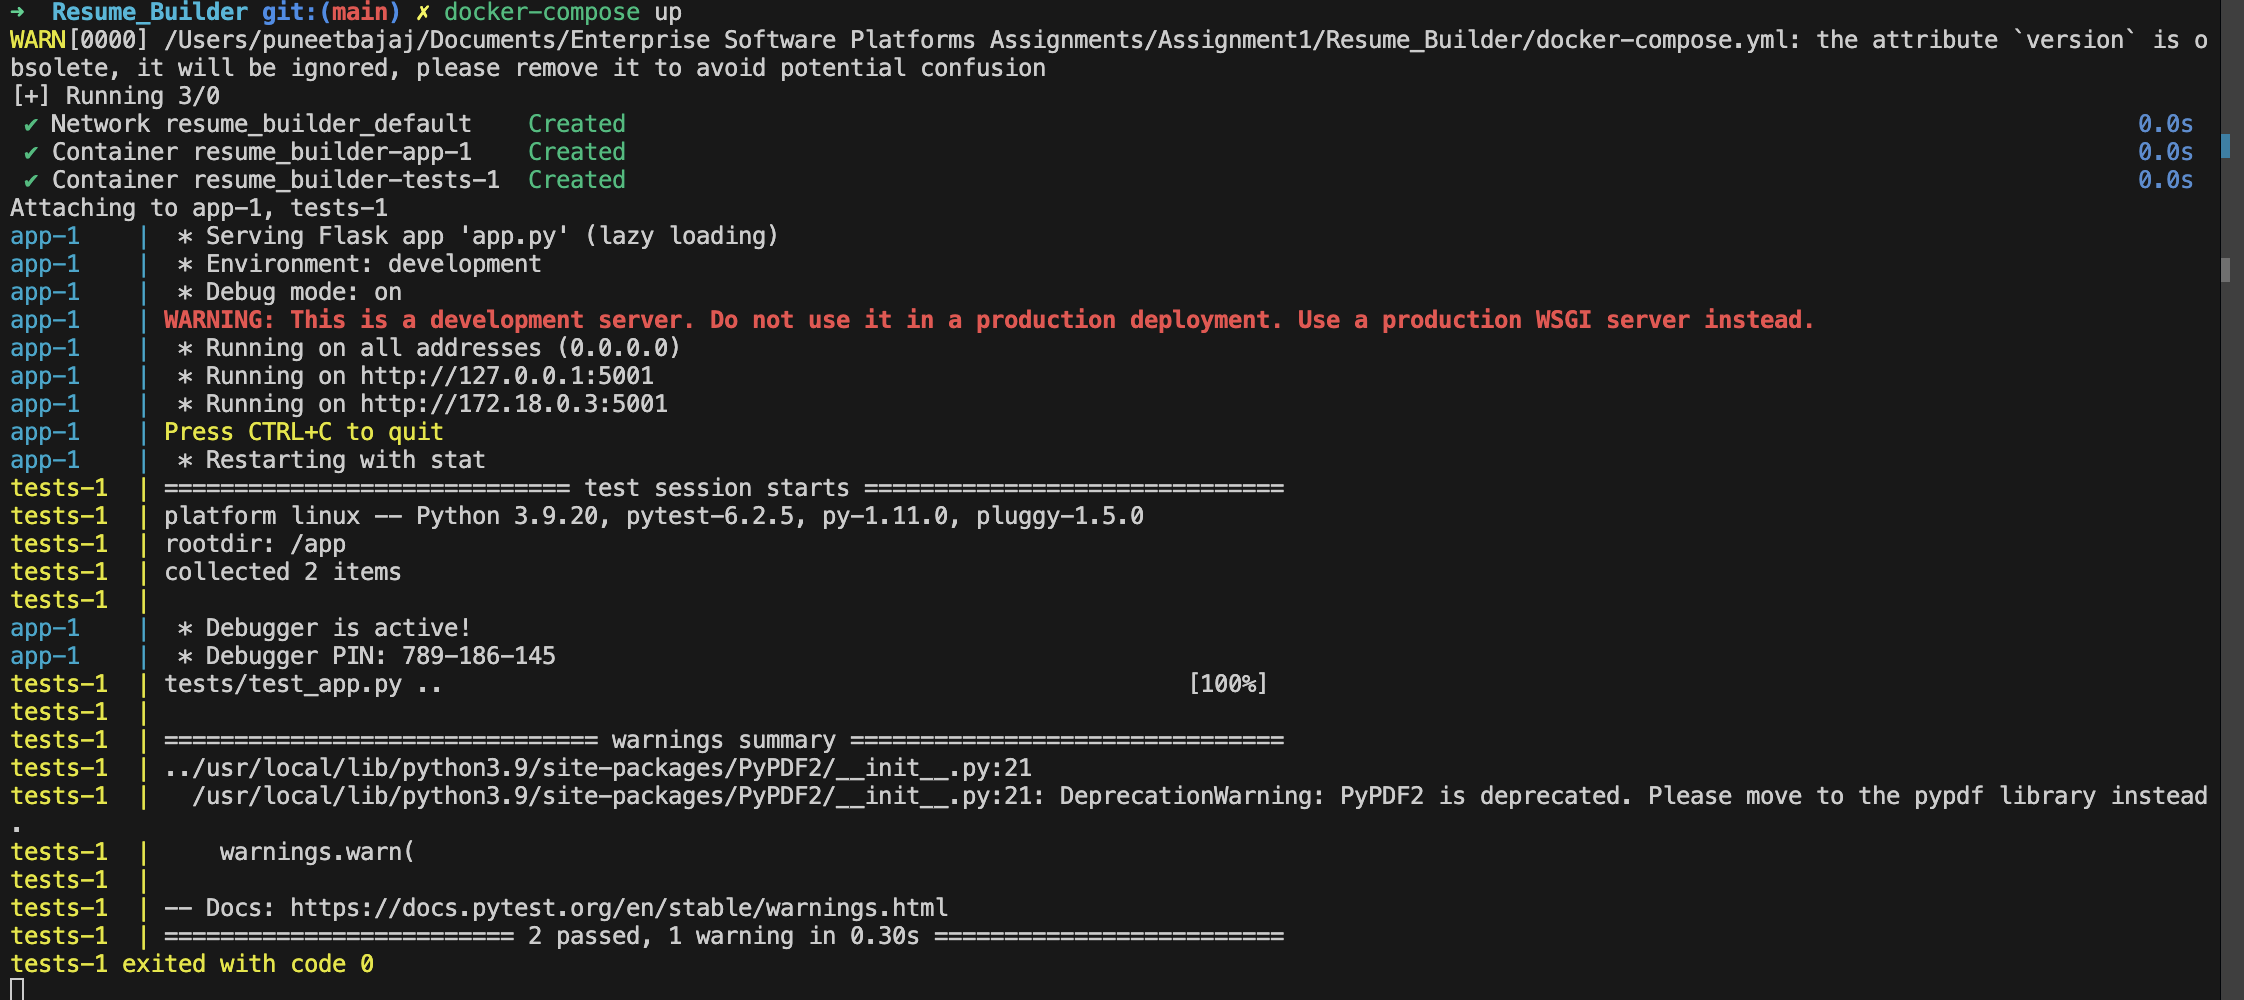 ➜  Resume_Builder git:(main) ✗ docker-compose up
WARN[0000] /Users/puneetbajaj/Documents/Enterprise Software Platforms Assignments/Assignment1/Resume_Builder/docker-compose.yml: the attribute `version` is o
bsolete, it will be ignored, please remove it to avoid potential confusion
[+] Running 3/0
 ✔ Network resume_builder_default    Created 0.0s
 ✔ Container resume_builder-app-1    Created 0.0s
 ✔ Container resume_builder-tests-1  Created 0.0s
Attaching to app-1, tests-1
app-1    |  * Serving Flask app 'app.py' (lazy loading)
app-1    |  * Environment: development
app-1    |  * Debug mode: on
app-1    | WARNING: This is a development server. Do not use it in a production deployment. Use a production WSGI server instead.
app-1    |  * Running on all addresses (0.0.0.0)
app-1    |  * Running on http://127.0.0.1:5001
app-1    |  * Running on http://172.18.0.3:5001
app-1    | Press CTRL+C to quit
app-1    |  * Restarting with stat
tests-1  | ============================= test session starts ==============================
tests-1  | platform linux -- Python 3.9.20, pytest-6.2.5, py-1.11.0, pluggy-1.5.0
tests-1  | rootdir: /app
tests-1  | collected 2 items
tests-1  |
app-1    |  * Debugger is active!
app-1    |  * Debugger PIN: 789-186-145
tests-1  | tests/test_app.py .. [100%]
tests-1  |
tests-1  | =============================== warnings summary ===============================
tests-1  | ../usr/local/lib/python3.9/site-packages/PyPDF2/__init__.py:21
tests-1  |   /usr/local/lib/python3.9/site-packages/PyPDF2/__init__.py:21: DeprecationWarning: PyPDF2 is deprecated. Please move to the pypdf library instead
.
tests-1  |     warnings.warn(
tests-1  |
tests-1  | -- Docs: https://docs.pytest.org/en/stable/warnings.html
tests-1  | ========================= 2 passed, 1 warning in 0.30s =========================
tests-1 exited with code 0